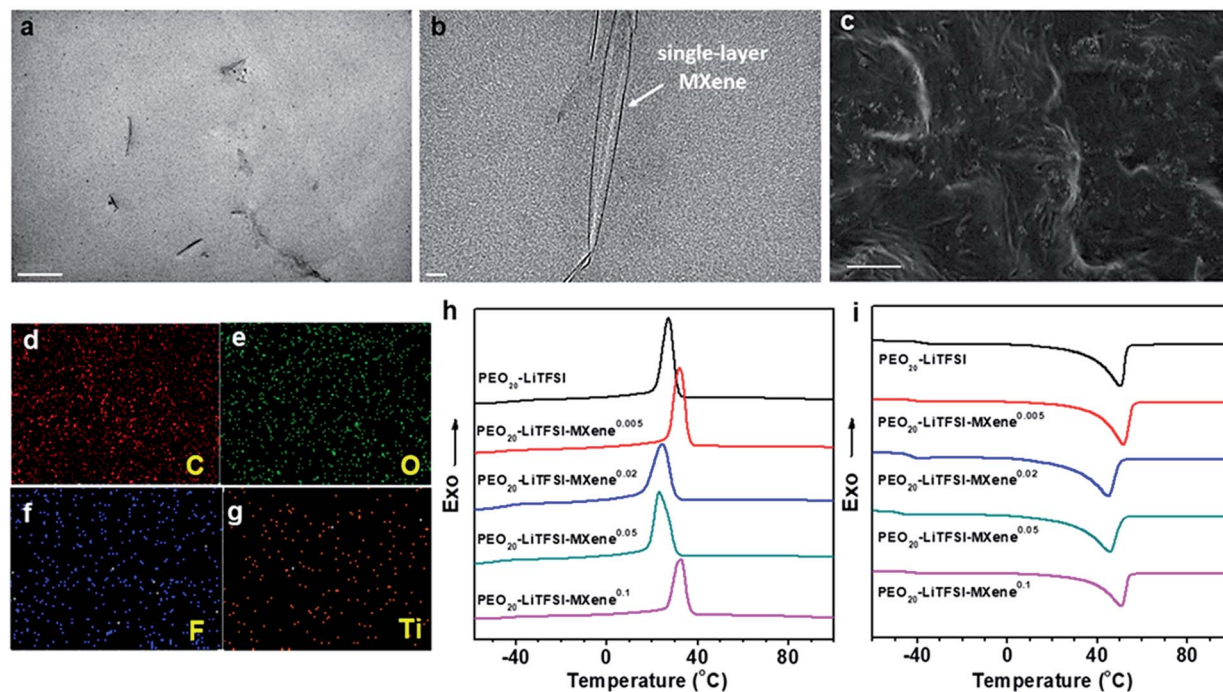 a
b
single-layer
MXene
c
d
C
e
O
f
F
g
Ti
h
PEO₂₀-LiTFSI
PEO₂₀-LiTFSI-MXene⁰·⁰⁰⁵
PEO₂₀-LiTFSI-MXene⁰·⁰²
PEO₂₀-LiTFSI-MXene⁰·⁰⁵
PEO₂₀-LiTFSI-MXene⁰·¹
Exo
-40 0 40 80
Temperature (°C)
i
PEO₂₀-LiTFSI
PEO₂₀-LiTFSI-MXene⁰·⁰⁰⁵
PEO₂₀-LiTFSI-MXene⁰·⁰²
PEO₂₀-LiTFSI-MXene⁰·⁰⁵
PEO₂₀-LiTFSI-MXene⁰·¹
Exo
-40 0 40 80
Temperature (°C)